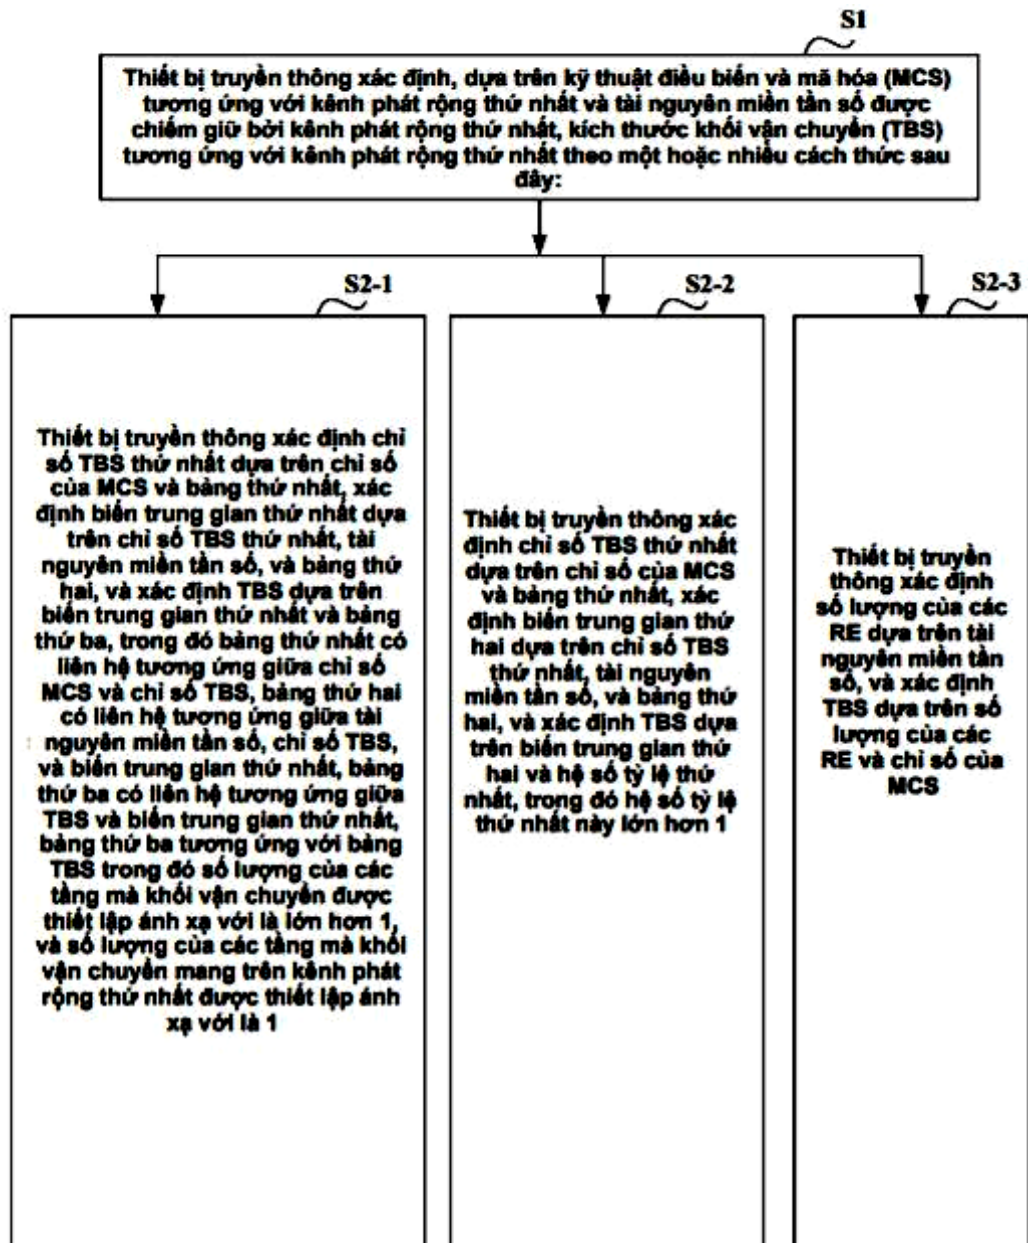 S1
Thiết bị truyền thông xác định, dựa trên kỹ thuật điều biến và mã hóa (MCS)
tương ứng với kênh phát rộng thứ nhất và tài nguyên miền tần số được
chiếm giữ bởi kênh phát rộng thứ nhất, kích thước khối vận chuyển (TBS)
tương ứng với kênh phát rộng thứ nhất theo một hoặc nhiều cách thức sau
đây:
S2-1
Thiết bị truyền thông xác định chỉ
số TBS thứ nhất dựa trên chỉ số
của MCS và bảng thứ nhất, xác
định biến trung gian thứ nhất dựa
trên chỉ số TBS thứ nhất, tài
nguyên miền tần số, và bảng thứ
hai, và xác định TBS dựa trên
biến trung gian thứ nhất và bảng
thứ ba, trong đó bảng thứ nhất có
liên hệ tương ứng giữa chỉ số
MCS và chỉ số TBS, bảng thứ hai
có liên hệ tương ứng giữa tài
nguyên miền tần số, chỉ số TBS,
và biến trung gian thứ nhất, bảng
thứ ba có liên hệ tương ứng giữa
TBS và biến trung gian thứ nhất,
bảng thứ ba tương ứng với bảng
TBS trong đó số lượng của các
tầng mà khối vận chuyển được
thiết lập ánh xạ với là lớn hơn 1,
và số lượng của các tầng mà khối
vận chuyển mang trên kênh phát
rộng thứ nhất được thiết lập ánh
xạ với là 1
S2-2
Thiết bị truyền thông xác
định chỉ số TBS thứ nhất
dựa trên chỉ số của MCS
và bảng thứ nhất, xác
định biến trung gian thứ
hai dựa trên chỉ số TBS
thứ nhất, tài nguyên
miền tần số, và bảng thứ
hai, và xác định TBS dựa
trên biến trung gian thứ
hai và hệ số tỷ lệ thứ
nhất, trong đó hệ số tỷ lệ
thứ nhất này lớn hơn 1
S2-3
Thiết bị truyền
thông xác định
số lượng của các
RE dựa trên tài
nguyên miền tần
số, và xác định
TBS dựa trên số
lượng của các
RE và chỉ số của
MCS